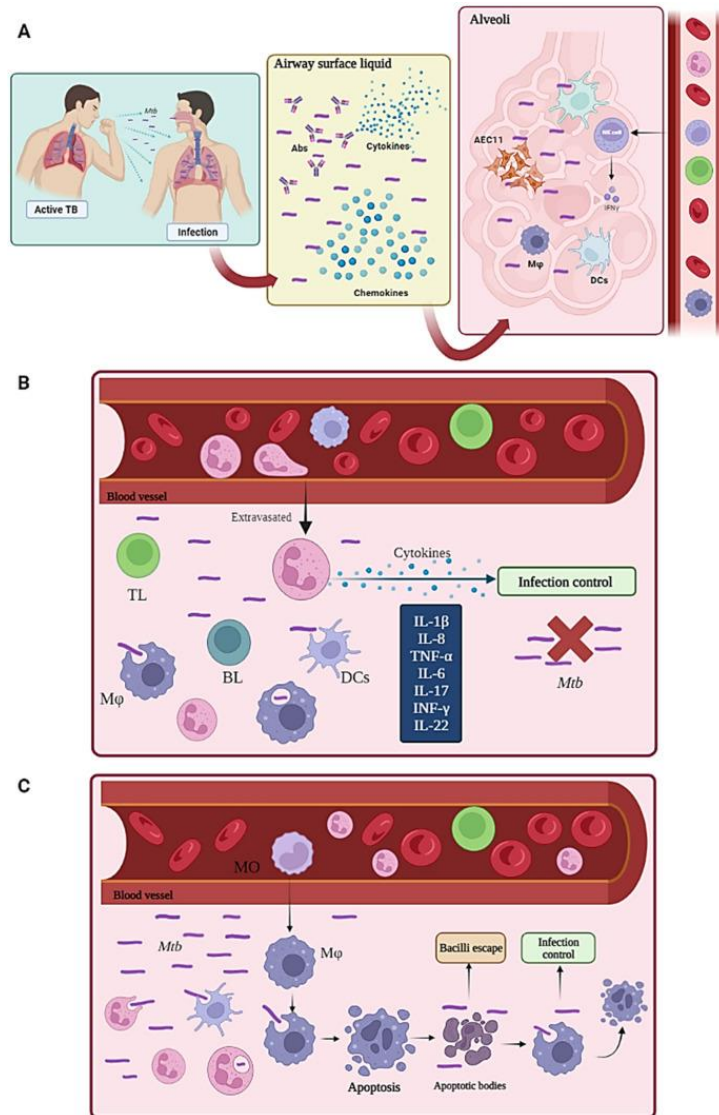 A
Mtb
Active TB
Infection
Airway surface liquid
Abs
Cytokines
Chemokines
Alveoli
NK cell
AEC11
IFNγ
Mφ
DCs
B
Blood vessel
Extravasated
TL
Cytokines
Infection control
BL
DCs
Mφ
IL-1β
IL-8
TNF-α
IL-6
IL-17
INF-γ
IL-22
Mtb
C
MO
Blood vessel
Mtb
Mφ
Bacilli escape
Infection
control
Apoptosis
Apoptotic bodies